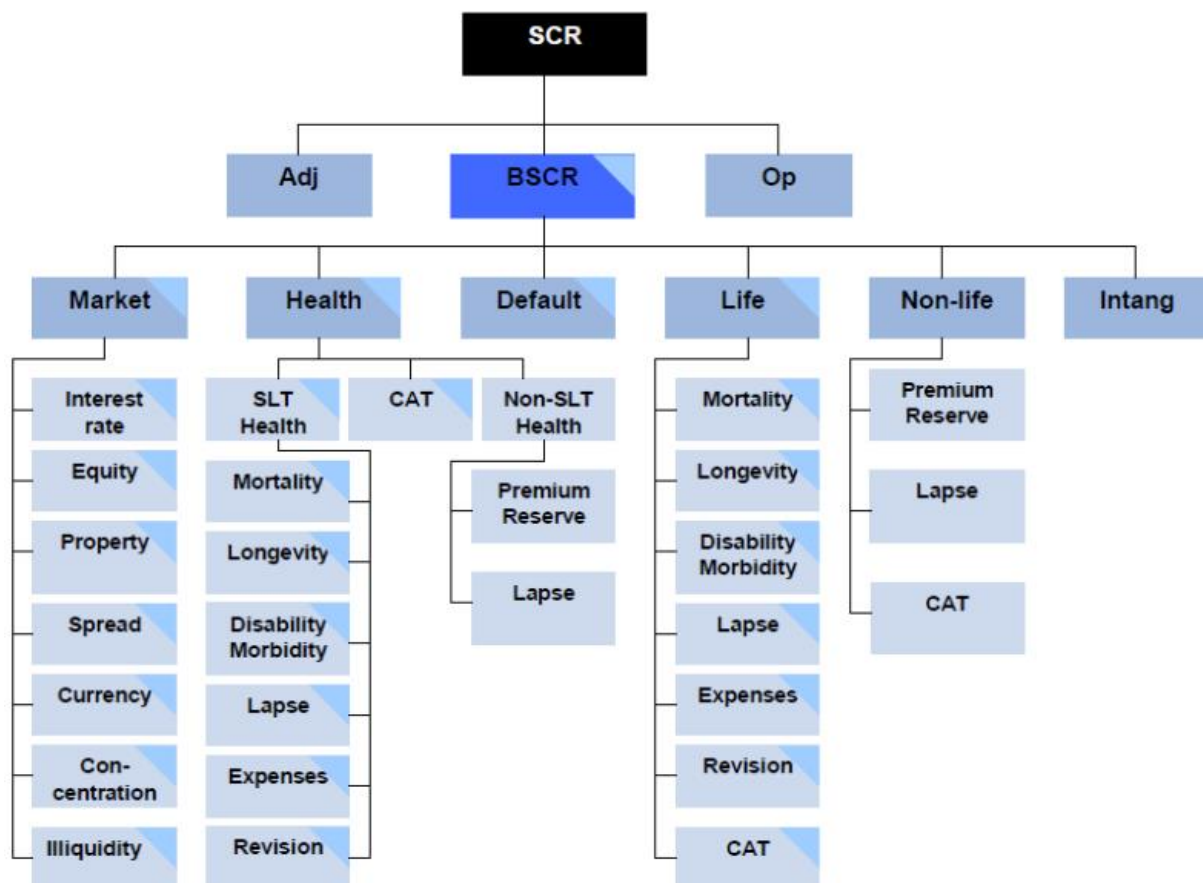 SCR
Adj
BSCR
Op
Market
Health
Default
Life
Non-life
Intang
Interest
rate
Equity
Property
Spread
Currency
Con-
centration
Illiquidity
SLT
Health
CAT
Non-SLT
Health
Mortality
Longevity
Disability
Morbidity
Lapse
Expenses
Revision
Premium
Reserve
Lapse
Mortality
Longevity
Disability
Morbidity
Lapse
Expenses
Revision
CAT
Premium
Reserve
Lapse
CAT